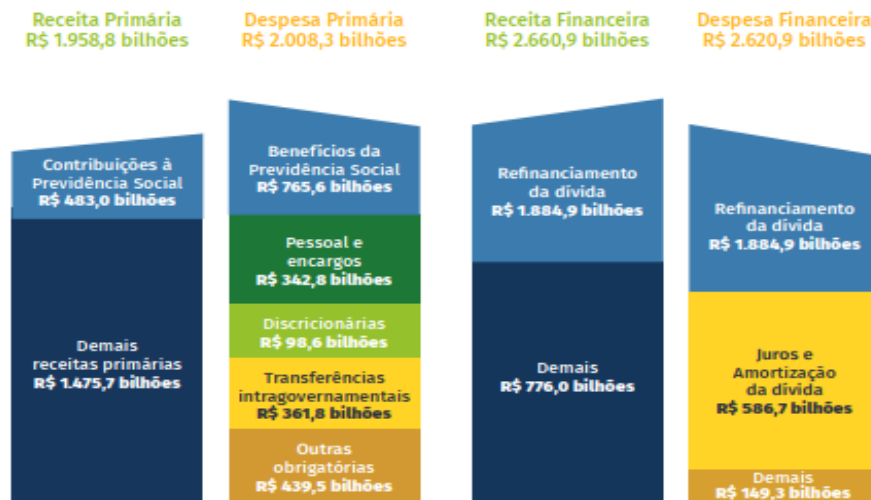 Receita Primária
R$ 1.958,8 bilhões
Despesa Primária
R$ 2.008,3 bilhões
Receita Financeira
R$ 2.660,9 bilhões
Despesa Financeira
R$ 2.620,9 bilhões
Contribuições à
Previdência Social
R$ 483,0 bilhões
Demais
receitas primárias
R$ 1.475,7 bilhões
Benefícios da
Previdência Social
R$ 765,6 bilhões
Pessoal e
encargos
R$ 342,8 bilhões
Discricionárias
R$ 98,6 bilhões
Transferências
intragovernamentais
R$ 361,8 bilhões
Outras
obrigatórias
R$ 439,5 bilhões
Refinanciamento
da dívida
R$ 1.884,9 bilhões
Demais
R$ 776,0 bilhões
Refinanciamento
da dívida
R$ 1.884,9 bilhões
Juros e
Amortização
da dívida
R$ 586,7 bilhões
Demais
R$ 149,3 bilhões